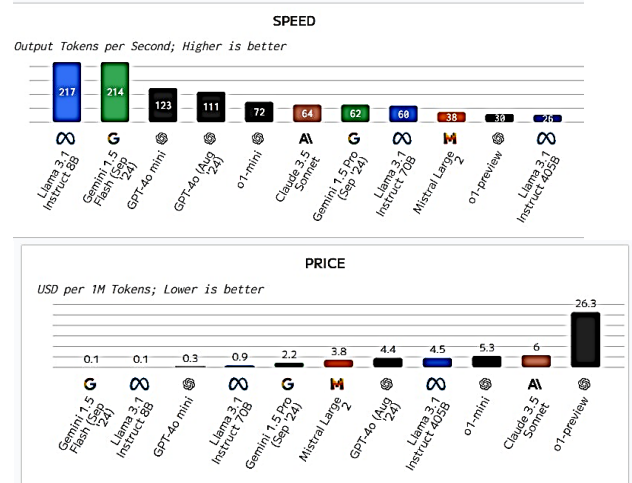 SPEED
Output Tokens per Second; Higher is better
217
214
123
111
72
64
62
60
38
30
26
Llama 3.1
Instruct 8B
Gemini 1.5
Flash (Sep
'24)
GPT-4o mini
GPT-4o (Aug
'24)
o1-mini
Claude 3.5
Sonnet
Gemini 1.5 Pro
(Sep '24)
Llama 3.1
Instruct 70B
Mistral Large
2
o1-preview
Llama 3.1
Instruct 405B
PRICE
USD per 1M Tokens; Lower is better
0.1
0.1
0.3
0.9
2.2
3.8
4.4
4.5
5.3
6
26.3
Gemini 1.5
Flash (Sep
'24)
Llama 3.1
Instruct 8B
GPT-4o mini
Llama 3.1
Instruct 70B
Gemini 1.5 Pro
(Sep '24)
Mistral Large
2
GPT-4o (Aug
'24)
Llama 3.1
Instruct 405B
o1-mini
Claude 3.5
Sonnet
o1-preview